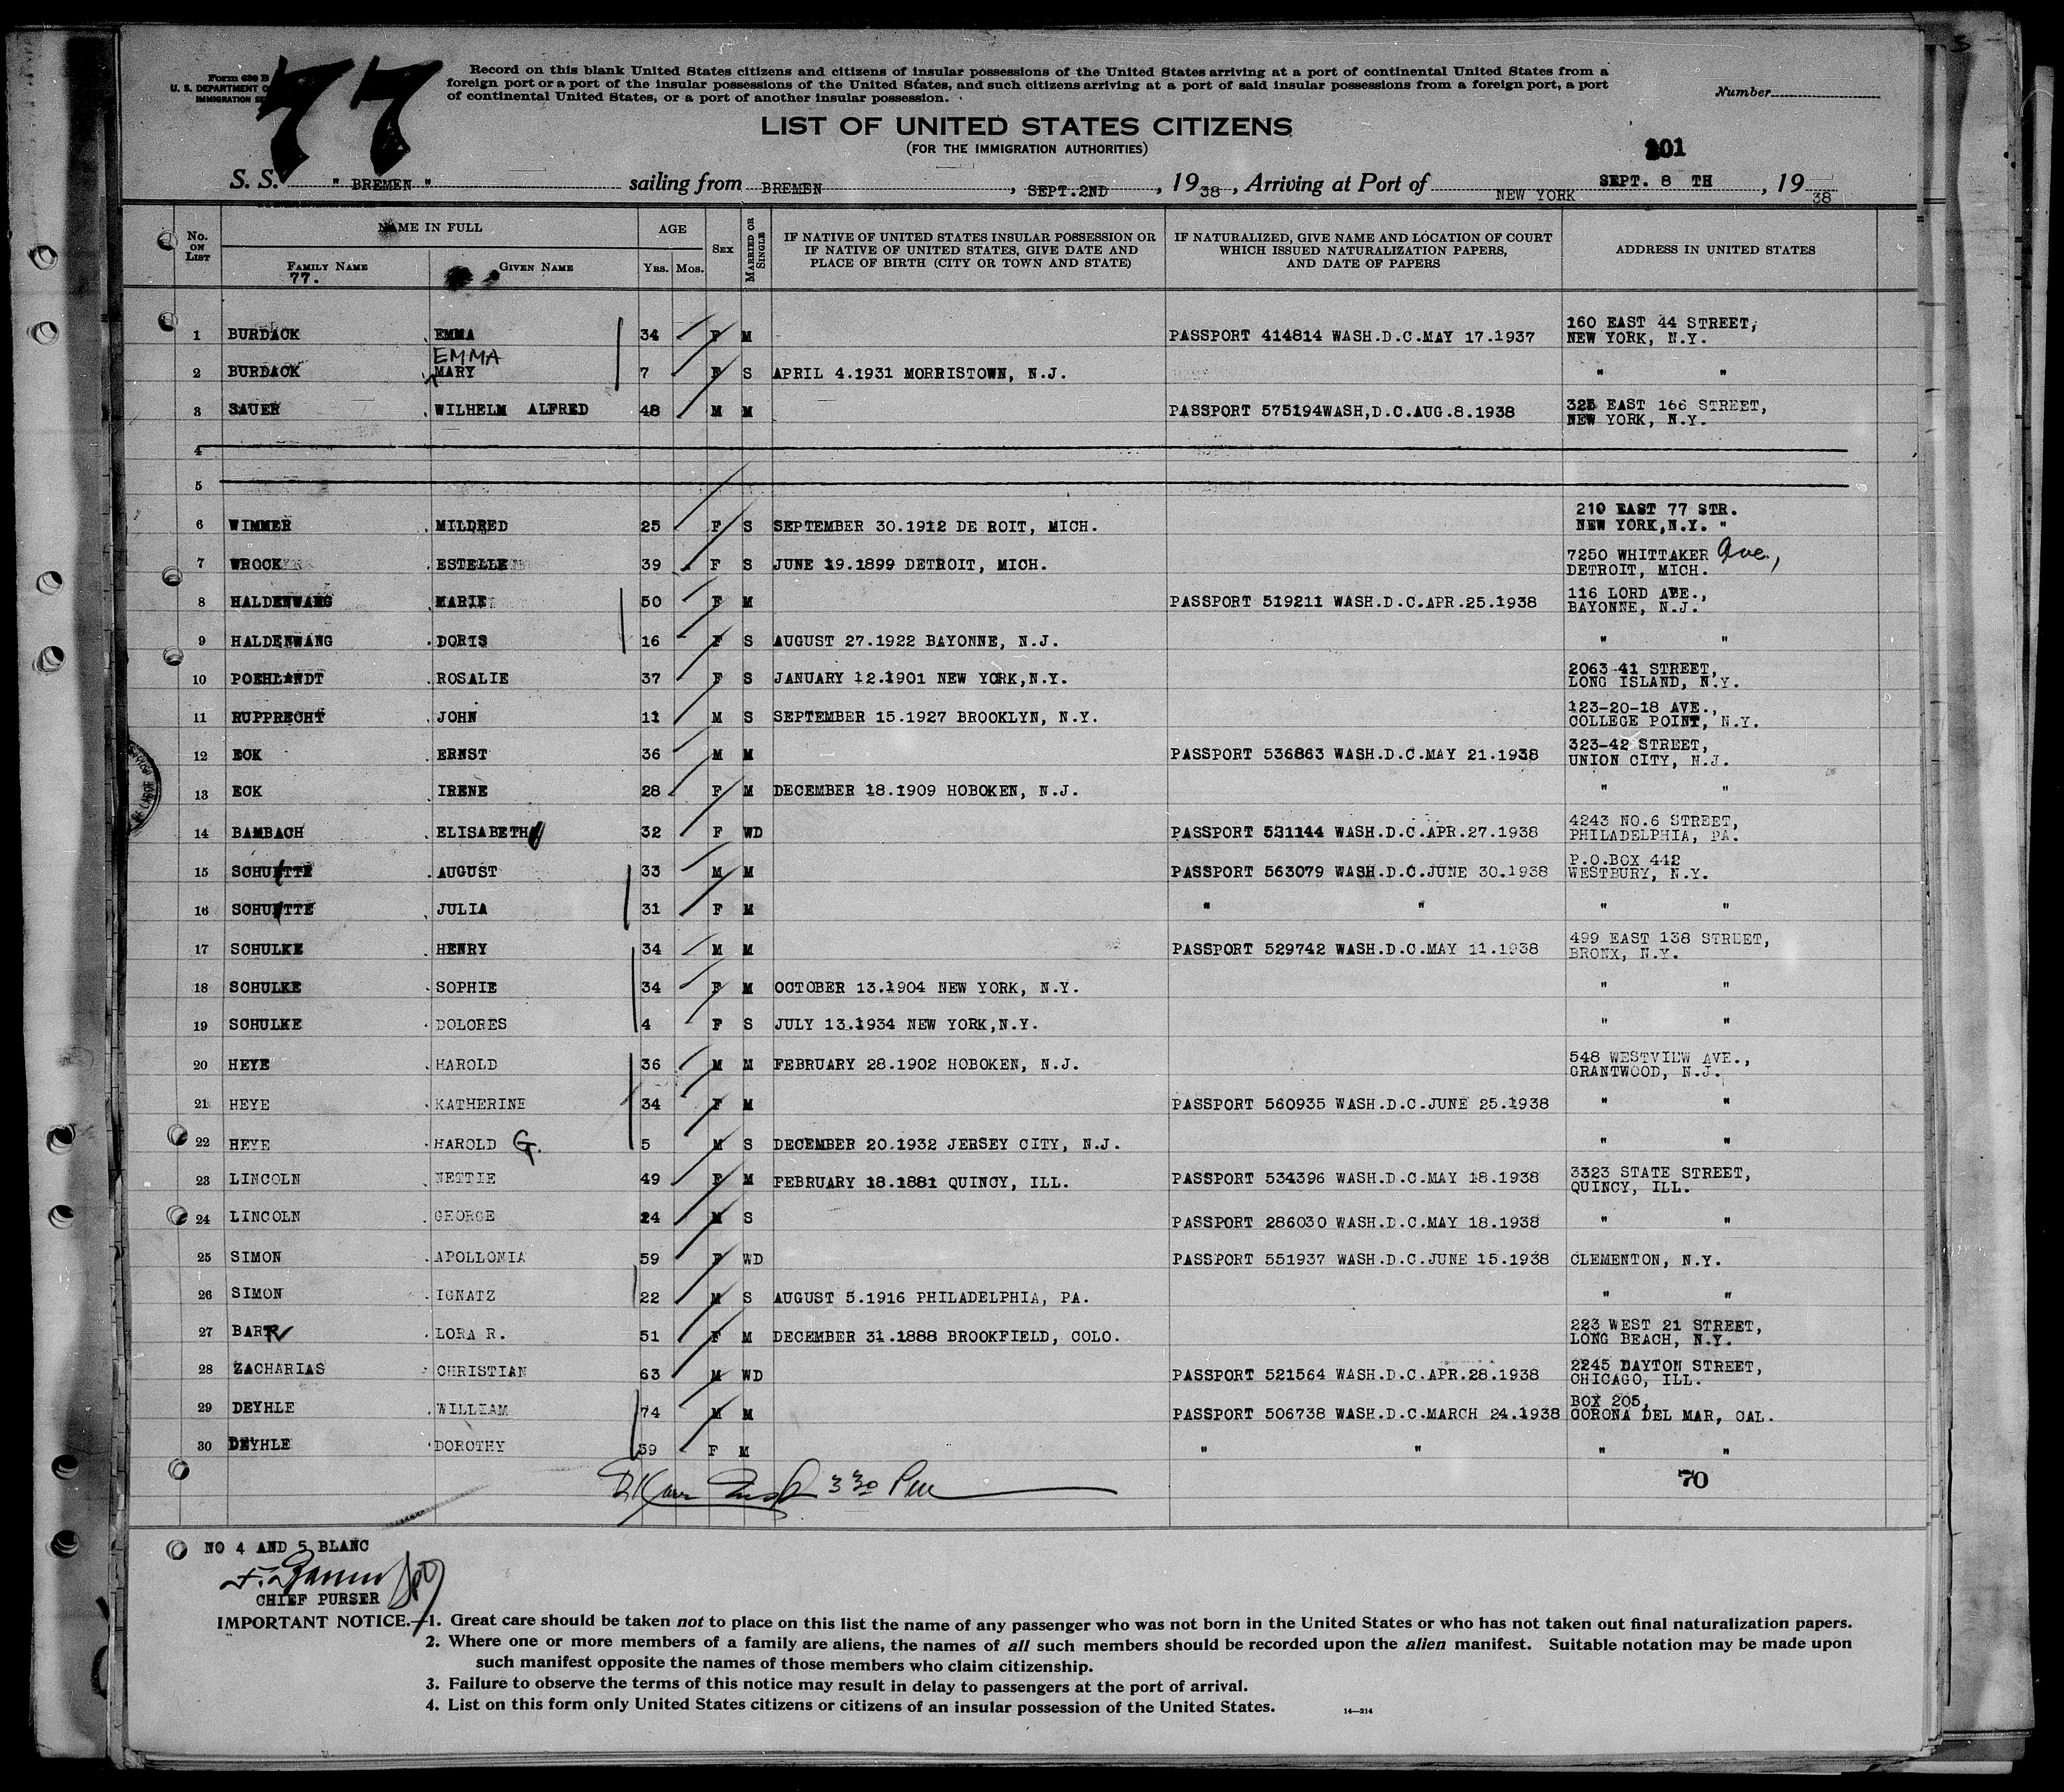 77
Form 630 B
U. S. DEPARTMENT O
IMMIGRATION SE
Record on this blank United States citizens and citizens of insular possessions of the United States arriving at a port of continental United States from a
foreign port or a port of the insular possessions of the United States, and such citizens arriving at a port of said insular possessions from a foreign port, a port
of continental United States, or a port of another insular possession.
Number
LIST OF UNITED STATES CITIZENS
(FOR THE IMMIGRATION AUTHORITIES)
101
S. S. " BREMEN " sailing from BREMEN , SEPT.2ND , 1938 , Arriving at Port of NEW YORK SEPT. 8 TH , 1938
No. ON LIST
NAME IN FULL
FAMILY NAME
77.
GIVEN NAME
AGE
YRS. MOS.
SEX
MARRIED OR SINGLE
IF NATIVE OF UNITED STATES INSULAR POSSESSION OR
IF NATIVE OF UNITED STATES, GIVE DATE AND
PLACE OF BIRTH (CITY OR TOWN AND STATE)
IF NATURALIZED, GIVE NAME AND LOCATION OF COURT
WHICH ISSUED NATURALIZATION PAPERS,
AND DATE OF PAPERS
ADDRESS IN UNITED STATES
1 BURDACK EMMA 34 F M PASSPORT 414814 WASH.D.C.MAY 17.1937 160 EAST 44 STREET,
NEW YORK, N.Y.
EMMA
2 BURDACK MARY 7 F S APRIL 4.1931 MORRISTOWN, N.J. " "
3 SAUER WILHELM ALFRED 48 M M PASSPORT 575194WASH,D.C.AUG.8.1938 325 EAST 166 STREET,
NEW YORK, N.Y.
4
5
6 WIMMER MILDRED 25 F S SEPTEMBER 30.1912 DE ROIT, MICH. 210 EAST 77 STR.
NEW YORK,N.Y. "
7 WROCK ESTELLE 39 F S JUNE 19.1899 DETROIT, MICH. 7250 WHITTAKER Ave,
DETROIT, MICH.
8 HALDENWANG MARIE 50 F M PASSPORT 519211 WASH.D.C.APR.25.1938 116 LORD AVE.,
BAYONNE, N.J.
9 HALDENWANG DORIS 16 F S AUGUST 27.1922 BAYONNE, N.J. " "
10 POEHLANDT ROSALIE 37 F S JANUARY 12.1901 NEW YORK,N.Y. 2063-41 STREET,
LONG ISLAND, N.Y.
11 RUPPRECHT JOHN 11 M S SEPTEMBER 15.1927 BROOKLYN, N.Y. 123-20-18 AVE.,
COLLEGE POINT, N.Y.
12 ECK ERNST 36 M M PASSPORT 536863 WASH.D.C.MAY 21.1938 323-42 STREET,
UNION CITY, N.J.
13 ECK IRENE 28 F M DECEMBER 18.1909 HOBOKEN, N.J. " "
14 BAMBACH ELISABETH 32 F WD PASSPORT 521144 WASH.D.C.APR.27.1938 4243 NO.6 STREET,
PHILADELPHIA, PA.
15 SCHUETTE AUGUST 33 M M PASSPORT 563079 WASH.D.C.JUNE 30.1938 P.O.BOX 442
WESTBURY, N.Y.
16 SCHUETTE JULIA 31 F M " " " "
17 SCHULKE HENRY 34 M M PASSPORT 529742 WASH.D.C.MAY 11.1938 499 EAST 138 STREET,
BRONX, N.Y.
18 SCHULKE SOPHIE 34 F M OCTOBER 13.1904 NEW YORK, N.Y. " "
19 SCHULKE DOLORES 4 F S JULY 13.1934 NEW YORK,N.Y. " "
20 HEYE HAROLD 36 M M FEBRUARY 28.1902 HOBOKEN, N.J. 548 WESTVIEW AVE.,
GRANTWOOD, N.J.
21 HEYE KATHERINE 34 F M PASSPORT 560935 WASH.D.C.JUNE 25.1938 " "
22 HEYE HAROLD G. 5 M S DECEMBER 20.1932 JERSEY CITY, N.J. " "
23 LINCOLN NETTIE 49 F M FEBRUARY 18.1881 QUINCY, ILL. PASSPORT 534396 WASH.D.C.MAY 18.1938 3323 STATE STREET,
QUINCY, ILL.
24 LINCOLN GEORGE 24 M S PASSPORT 286030 WASH.D.C.MAY 18.1938 " "
25 SIMON APOLLONIA 59 F WD PASSPORT 551937 WASH.D.C.JUNE 15.1938 CLEMENTON, N.Y.
26 SIMON IGNATZ 22 M S AUGUST 5.1916 PHILADELPHIA, PA. " "
27 BARR LORA R. 51 F M DECEMBER 31.1888 BROOKFIELD, COLO. 223 WEST 21 STREET,
LONG BEACH, N.Y.
28 ZACHARIAS CHRISTIAN 63 M WD PASSPORT 521564 WASH.D.C.APR.28.1938 2245 DAYTON STREET,
CHICAGO, ILL.
29 DEYHLE WILLIAM 74 M M PASSPORT 506738 WASH.D.C.MARCH 24.1938 BOX 205,
CORONA DEL MAR, CAL.
30 DEYHLE DOROTHY 59 F M " " " "
3 30 Pm
70
NO 4 AND 5 BLANC
CHIEF PURSER
IMPORTANT NOTICE.—1. Great care should be taken not to place on this list the name of any passenger who was not born in the United States or who has not taken out final naturalization papers.
2. Where one or more members of a family are aliens, the names of all such members should be recorded upon the alien manifest. Suitable notation may be made upon
such manifest opposite the names of those members who claim citizenship.
3. Failure to observe the terms of this notice may result in delay to passengers at the port of arrival.
4. List on this form only United States citizens or citizens of an insular possession of the United States.
14—214